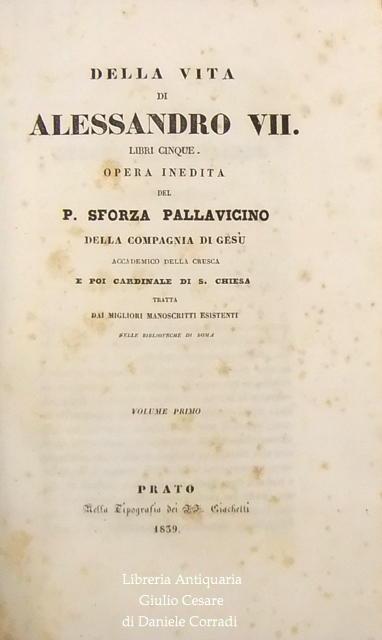 DELLA VITA
DI
ALESSANDRO VII.
LIBRI CINQUE.
OPERA INEDITA
DEL
P. SFORZA PALLAVICINO
DELLA COMPAGNIA DI GESÙ
ACCADEMICO DELLA CRUSCA
E POI CARDINALE DI S. CHIESA
TRATTA
DAI MIGLIORI MANOSCRITTI ESISTENTI
NELLE BIBLIOTECHE DI ROMA
VOLUME PRIMO
PRATO
Nella Tipografia dei FF. Giachetti
1839.
Libreria Antiquaria
Giulio Cesare
di Daniele Corradi